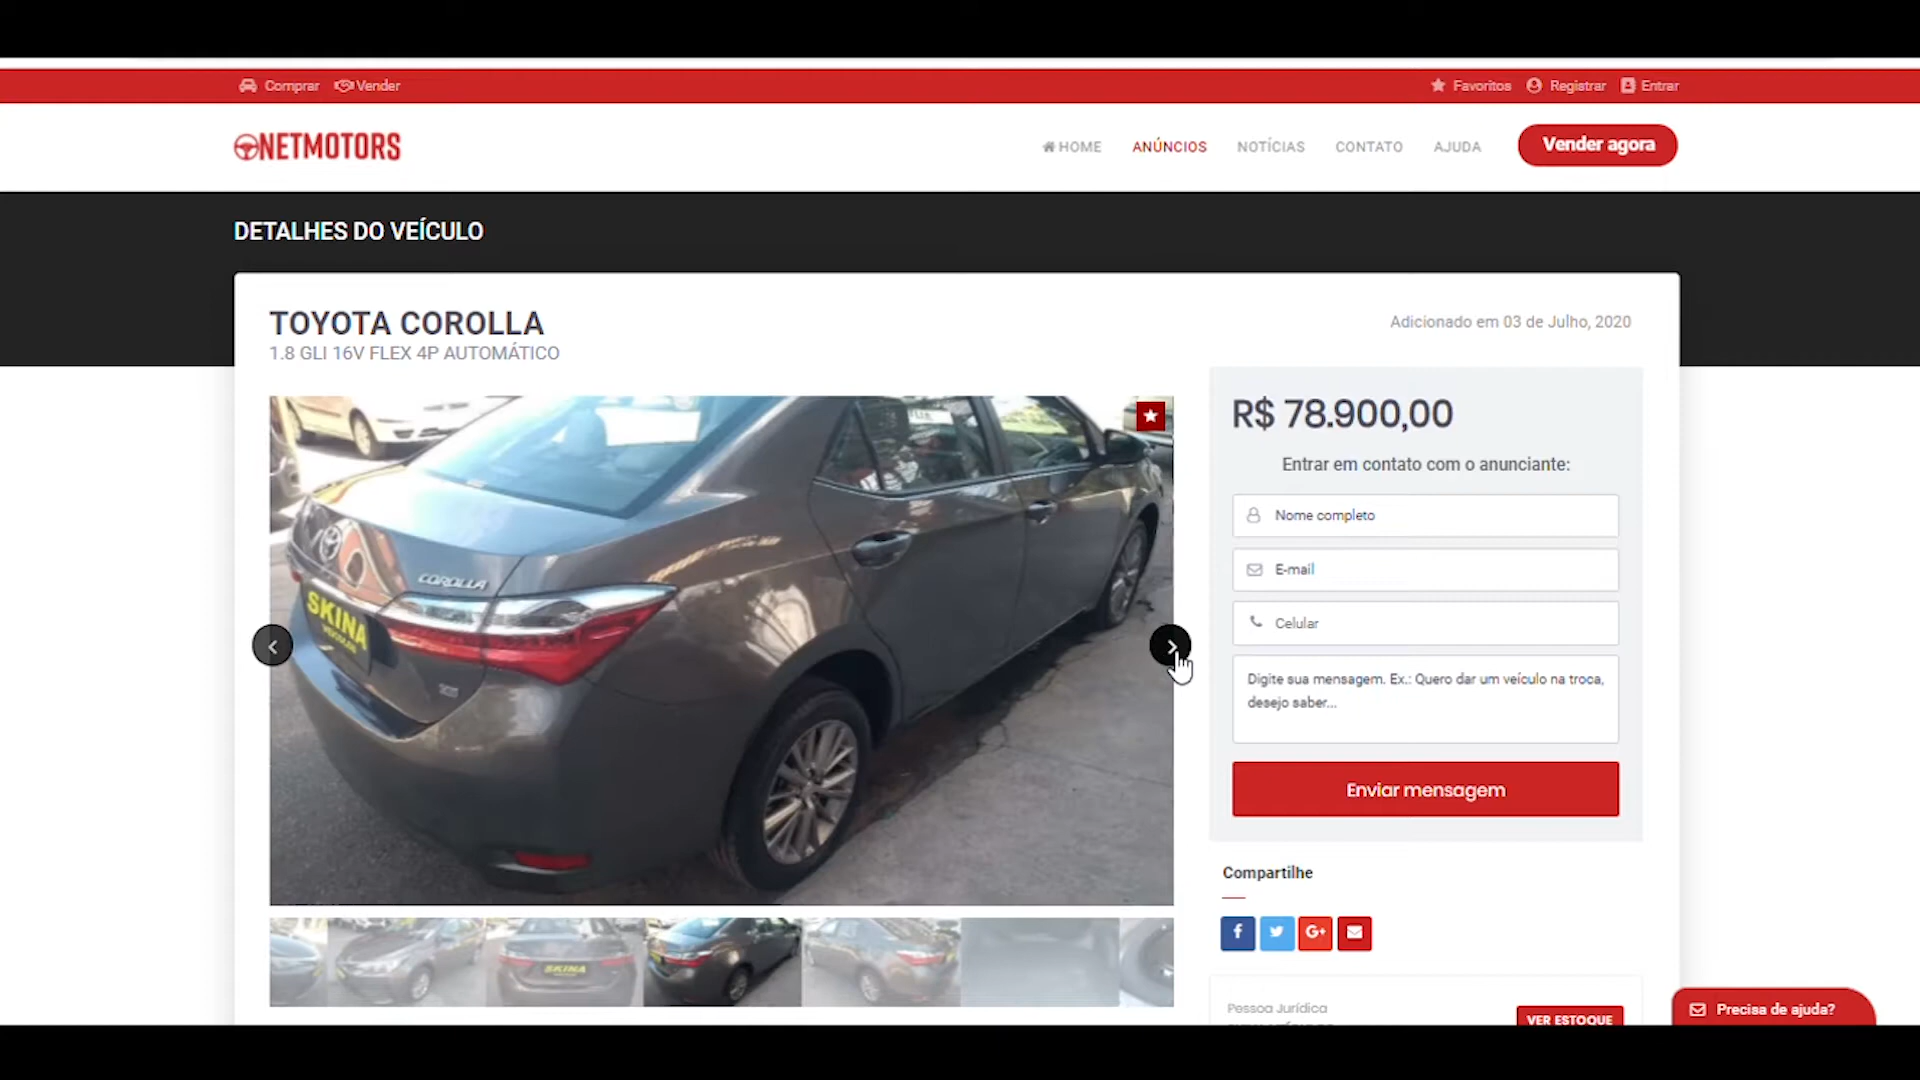 Comprar Vender
Favoritos Registrar Entrar
NETMOTORS
HOME ANÚNCIOS NOTÍCIAS CONTATO AJUDA Vender agora
DETALHES DO VEÍCULO
TOYOTA COROLLA
1.8 GLI 16V FLEX 4P AUTOMÁTICO
Adicionado em 03 de Julho, 2020
COROLLA
SKINA
VEÍCULOS
R$ 78.900,00
Entrar em contato com o anunciante:
Nome completo
E-mail
Celular
Digite sua mensagem. Ex.: Quero dar um veículo na troca,
desejo saber...
Enviar mensagem
Compartilhe
f
G+
SKINA
Pessoa Jurídica
VER ESTOQUE
Precisa de ajuda?